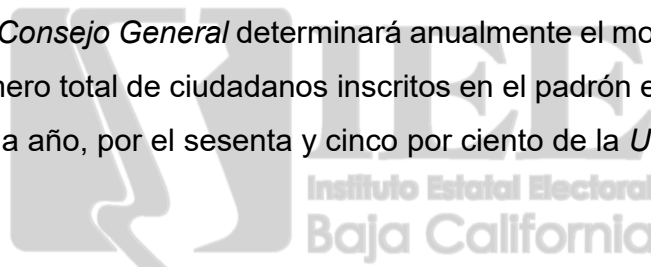 Consejo General determinará anualmente el mo
nero total de ciudadanos inscritos en el padrón e
a año, por el sesenta y cinco por ciento de la U
IEE
Instituto Estatal Electoral
Baja California